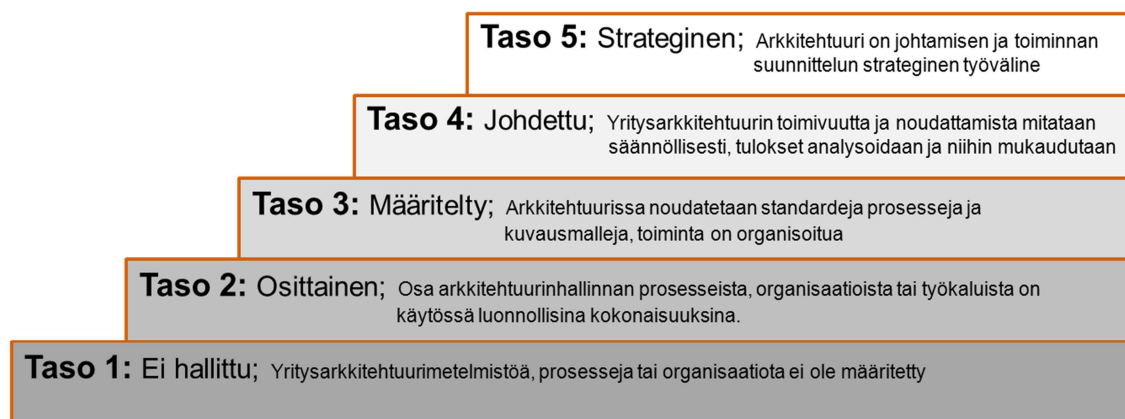 Taso 5: Strateginen; Arkkitehtuuri on johtamisen ja toiminnan
suunnittelun strateginen työväline
Taso 4: Johdettu; Yritysarkkitehtuurin toimivuutta ja noudattamista mitataan
säännöllisesti, tulokset analysoidaan ja niihin mukaudutaan
Taso 3: Määritelty; Arkkitehtuurissa noudatetaan standardeja prosesseja ja
kuvausmalleja, toiminta on organisoitua
Taso 2: Osittainen; Osa arkkitehtuurinhallinnan prosesseista, organisaatioista tai työkaluista on
käytössä luonnollisina kokonaisuuksina.
Taso 1: Ei hallittu; Yritysarkkitehtuurimetelmistöä, prosesseja tai organisaatiota ei ole määritetty